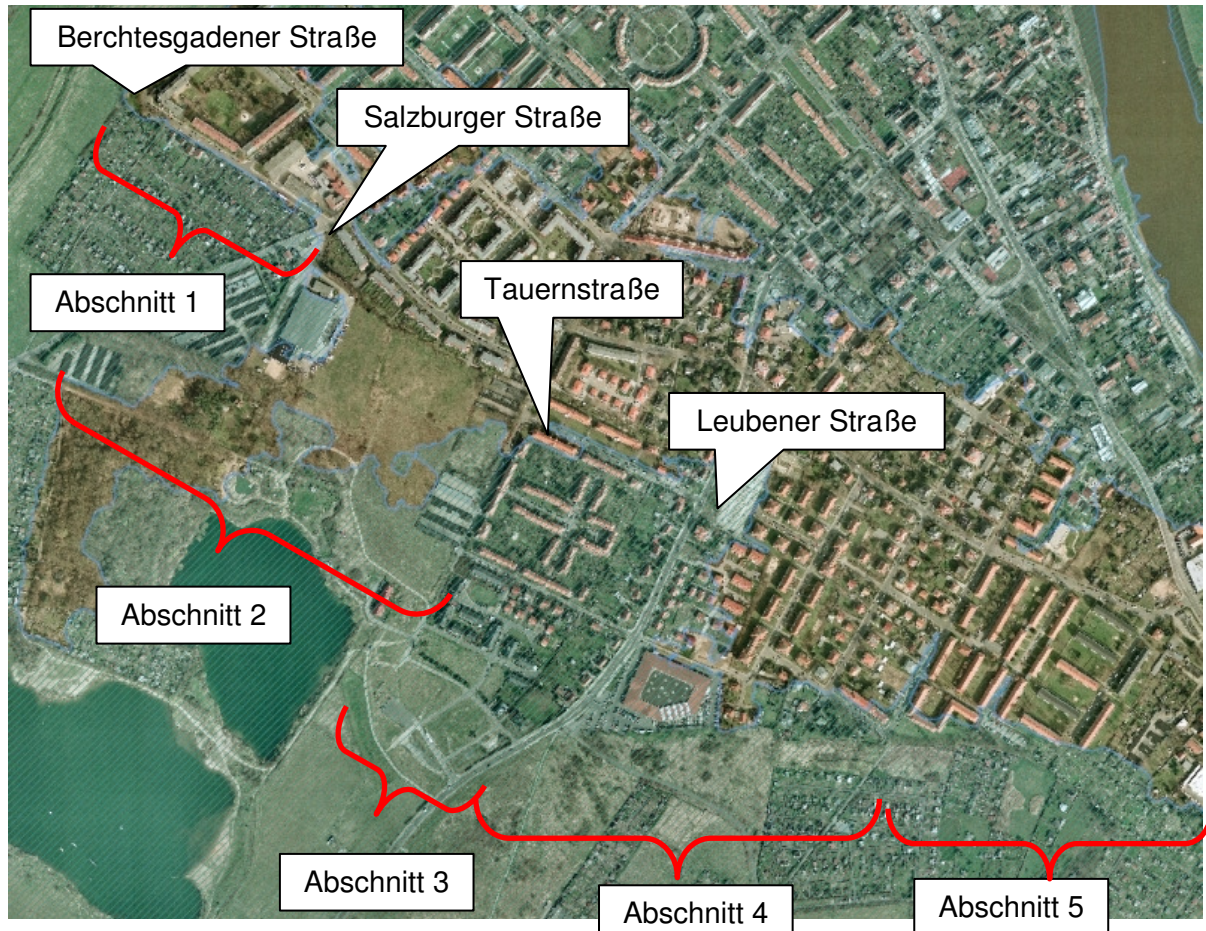 Berchtesgadener Straße
Salzburger Straße
Abschnitt 1
Tauernstraße
Leubener Straße
Abschnitt 2
Abschnitt 3
Abschnitt 4
Abschnitt 5